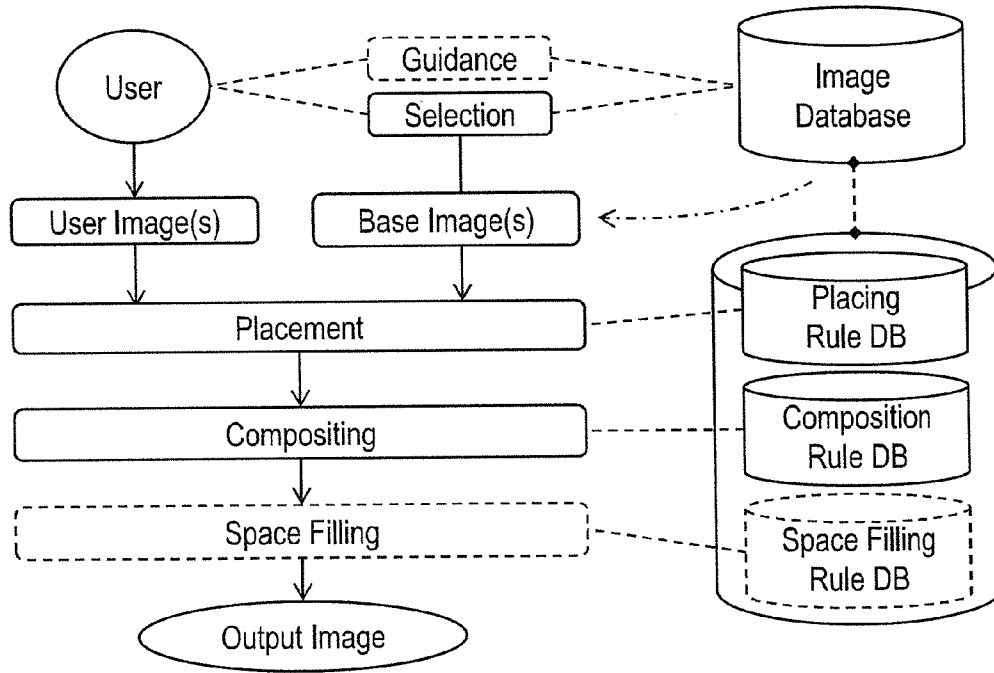 User
Guidance
Selection
Image
Database
User Image(s)
Base Image(s)
Placement
Placing
Rule DB
Compositing
Composition
Rule DB
Space Filling
Space Filling
Rule DB
Output Image